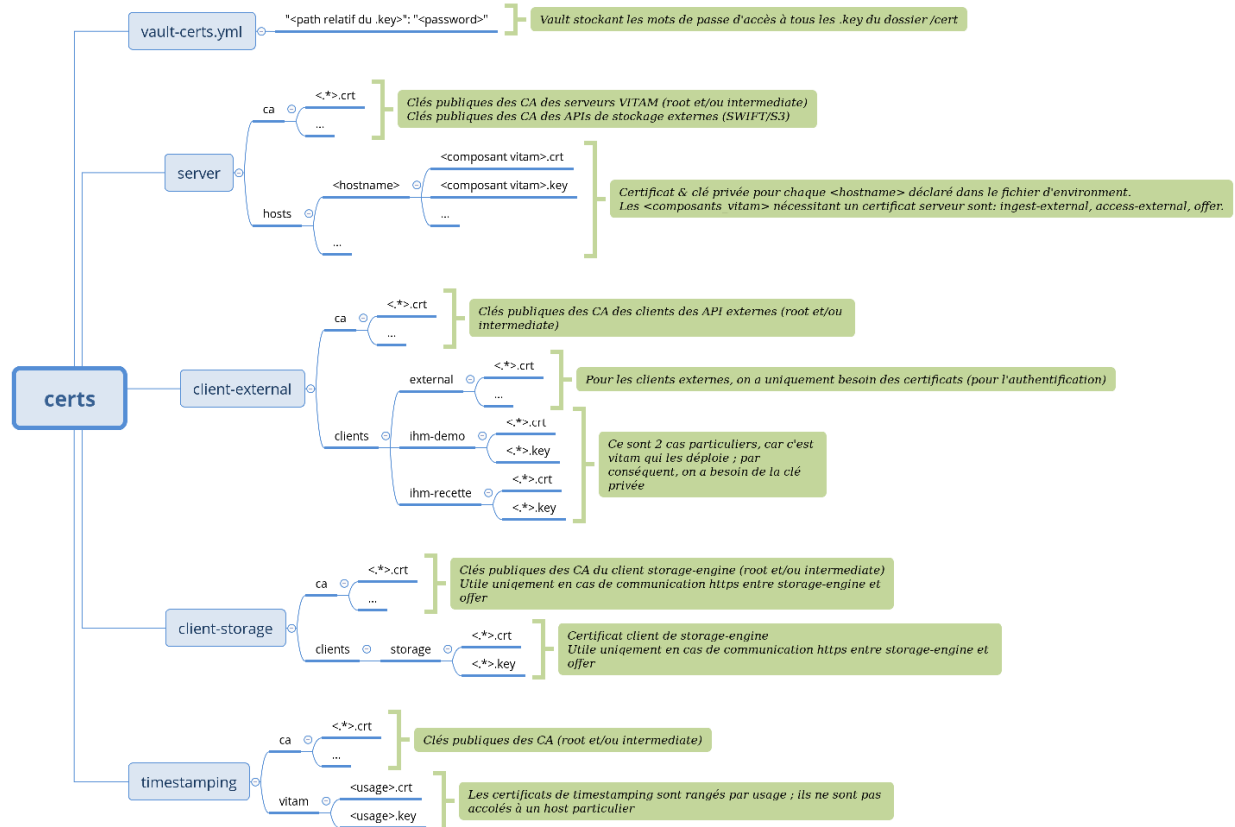 certs
vault-certs.yml
"<path relatif du .key>": "<password>"
Vault stockant les mots de passe d'accès à tous les .key du dossier /cert
server
ca
<.*>.crt
...
Clés publiques des CA des serveurs VITAM (root et/ou intermediate)
Clés publiques des CA des APIs de stockage externes (SWIFT/S3)
hosts
<hostname>
<composant vitam>.crt
<composant vitam>.key
...
...
Certificat & clé privée pour chaque <hostname> déclaré dans le fichier d'environment.
Les <composants vitam> nécessitant un certificat serveur sont: ingest-external, access-external, offer.
client-external
ca
<.*>.crt
...
Clés publiques des CA des clients des API externes (root et/ou
intermediate)
clients
external
<.*>.crt
...
Pour les clients externes, on a uniquement besoin des certificats (pour l'authentification)
ihm-demo
<.*>.crt
<.*>.key
ihm-recette
<.*>.crt
<.*>.key
Ce sont 2 cas particuliers, car c'est
vitam qui les déploie ; par
conséquent, on a besoin de la clé
privée
client-storage
ca
<.*>.crt
...
Clés publiques des CA du client storage-engine (root et/ou intermediate)
Utile uniqement en cas de communication https entre storage-engine et
offer
clients
storage
<.*>.crt
<.*>.key
Certificat client de storage-engine
Utile uniqement en cas de communication https entre storage-engine et
offer
timestamping
ca
<.*>.crt
...
Clés publiques des CA (root et/ou intermediate)
vitam
<usage>.crt
<usage>.key
Les certificats de timestamping sont rangés par usage ; ils ne sont pas
accolés à un host particulier